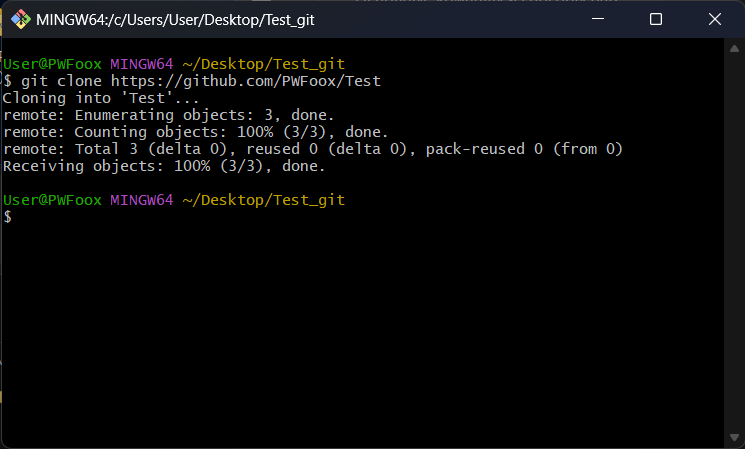 MINGW64:/c/Users/User/Desktop/Test_git
User@PWFoox MINGW64 ~/Desktop/Test_git
$ git clone https://github.com/PWFoox/Test
Cloning into 'Test'...
remote: Enumerating objects: 3, done.
remote: Counting objects: 100% (3/3), done.
remote: Total 3 (delta 0), reused 0 (delta 0), pack-reused 0 (from 0)
Receiving objects: 100% (3/3), done.
User@PWFoox MINGW64 ~/Desktop/Test_git
$